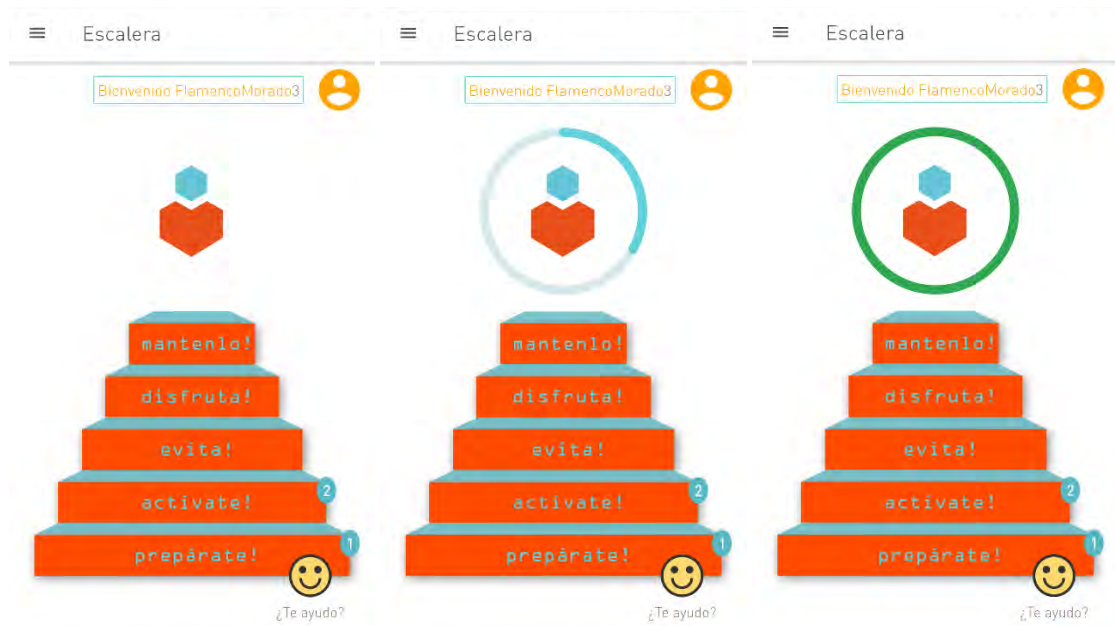 Escalera
Bienvenido FlamencoMorado3
mantenlo!
disfruta!
evita!
2
activate!
1
prepárate!
¿Te ayudo?
Escalera
Bienvenido FlamencoMorado3
mantenlo!
disfruta!
evita!
2
activate!
1
prepárate!
¿Te ayudo?
Escalera
Bienvenido FlamencoMorado3
mantenlo!
disfruta!
evita!
2
activate!
1
prepárate!
¿Te ayudo?